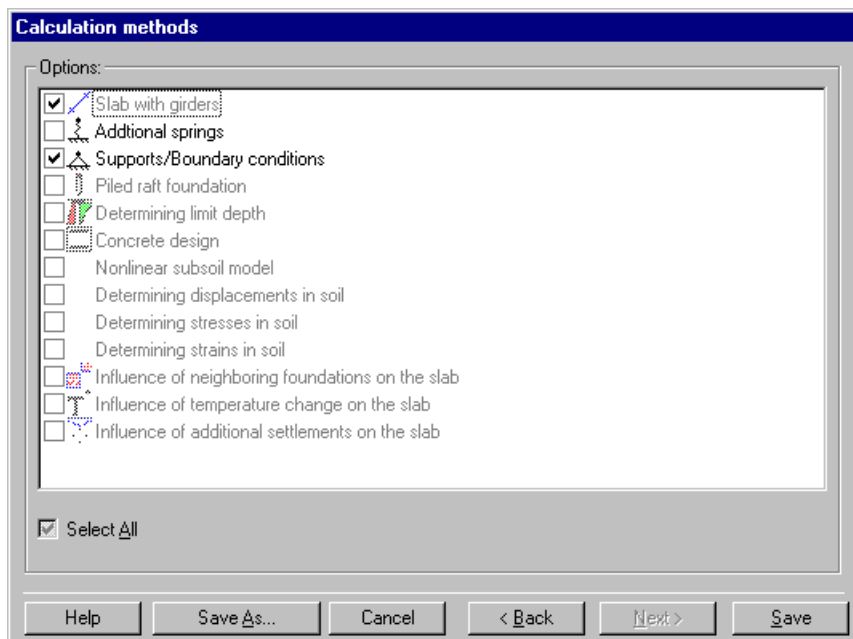 Calculation methods
Options:
Slab with girders
Addtional springs
Supports/Boundary conditions
Piled raft foundation
Determining limit depth
Concrete design
Nonlinear subsoil model
Determining displacements in soil
Determining stresses in soil
Determining strains in soil
Influence of neighboring foundations on the slab
Influence of temperature change on the slab
Influence of additional settlements on the slab
Select All
Help Save As... Cancel < Back Next > Save